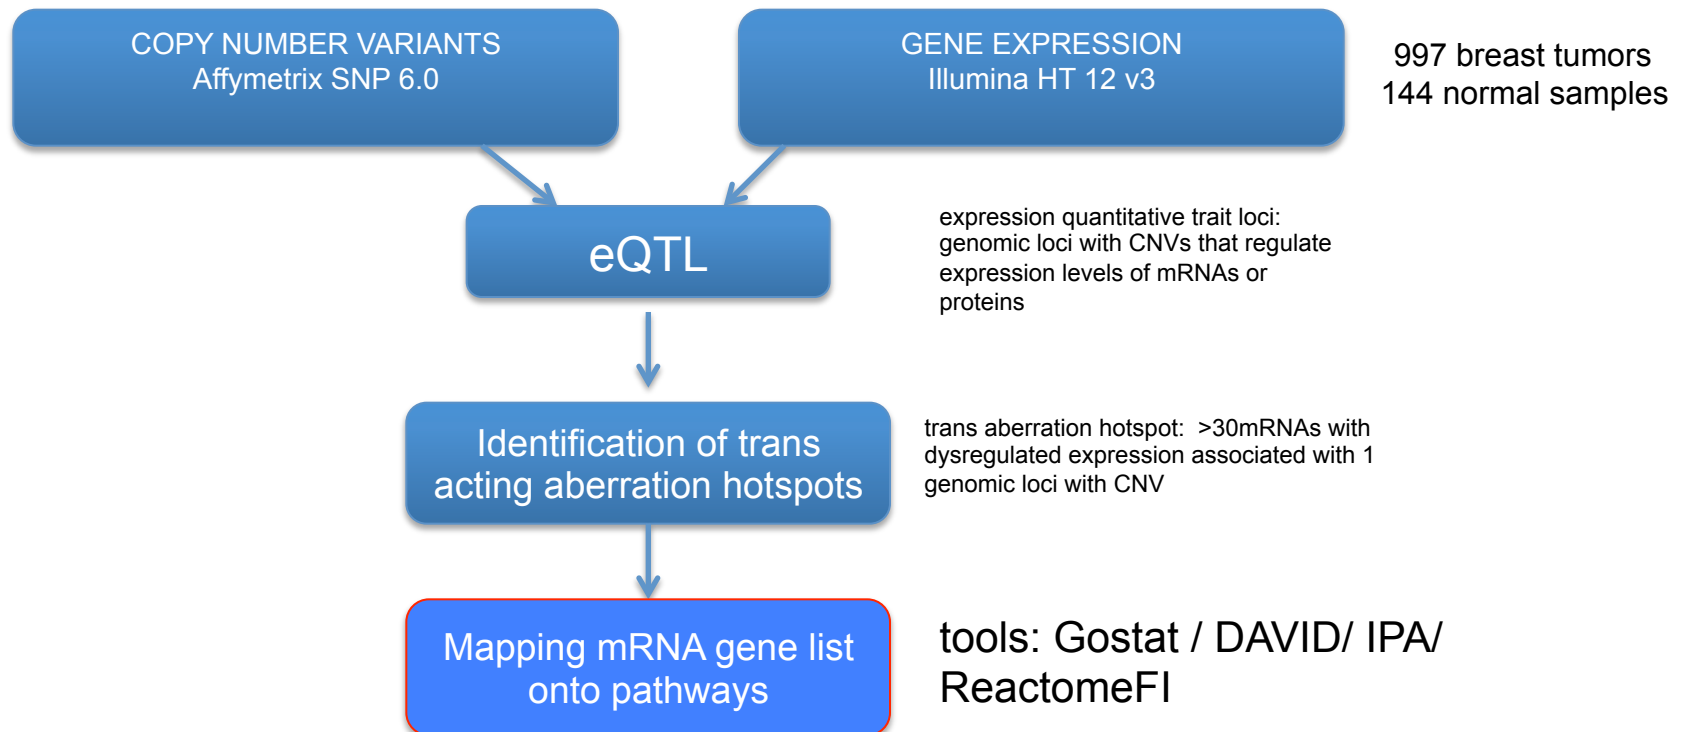 COPY NUMBER VARIANTS
Affymetrix SNP 6.0
GENE EXPRESSION
Illumina HT 12 v3
997 breast tumors
144 normal samples
eQTL
expression quantitative trait loci:
genomic loci with CNVs that regulate
expression levels of mRNAs or
proteins
Identification of trans
acting aberration hotspots
trans aberration hotspot:  >30mRNAs with
dysregulated expression associated with 1
genomic loci with CNV
Mapping mRNA gene list
onto pathways
tools: Gostat / DAVID/ IPA/
ReactomeFI